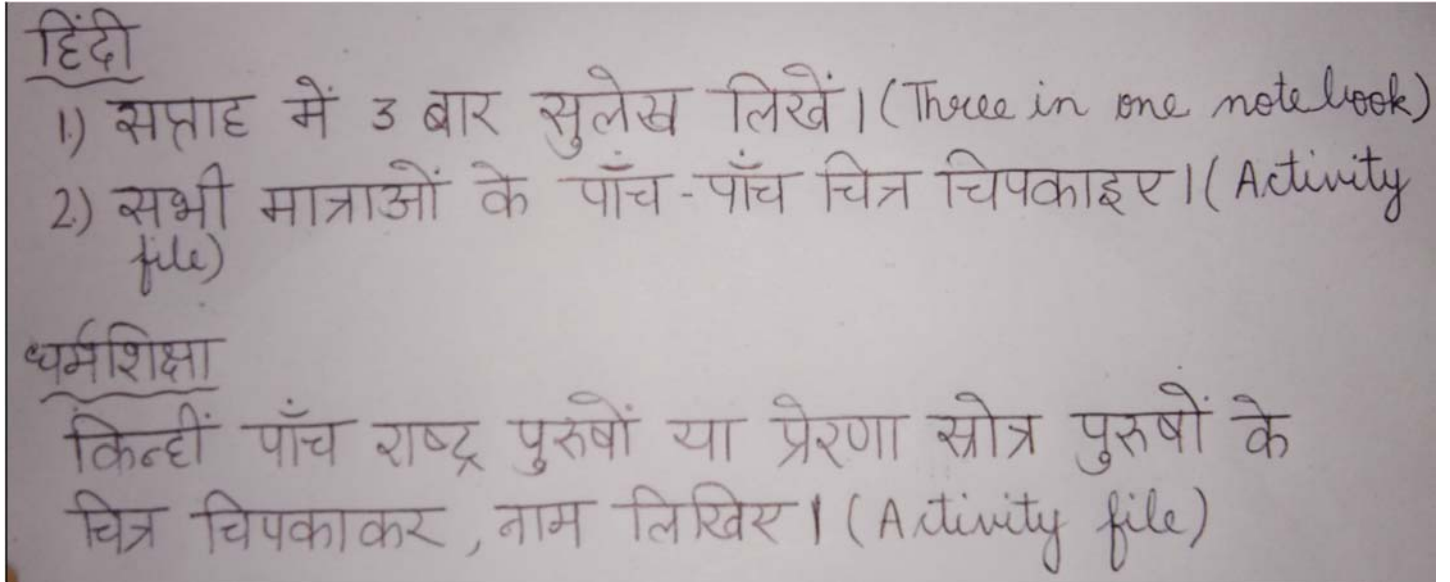 हिंदी
1.) सप्ताह में 3 बार सुलेख लिखें। (Three in one notebook)
2.) सभी मात्राओं के पाँच-पाँच चित्र चिपकाइए। (Activity
file)
धर्मशिक्षा
किन्हीं पाँच राष्ट्र पुरुषों या प्रेरणा स्रोत्र पुरुषों के
चित्र चिपकाकर, नाम लिखिए। (Activity file)